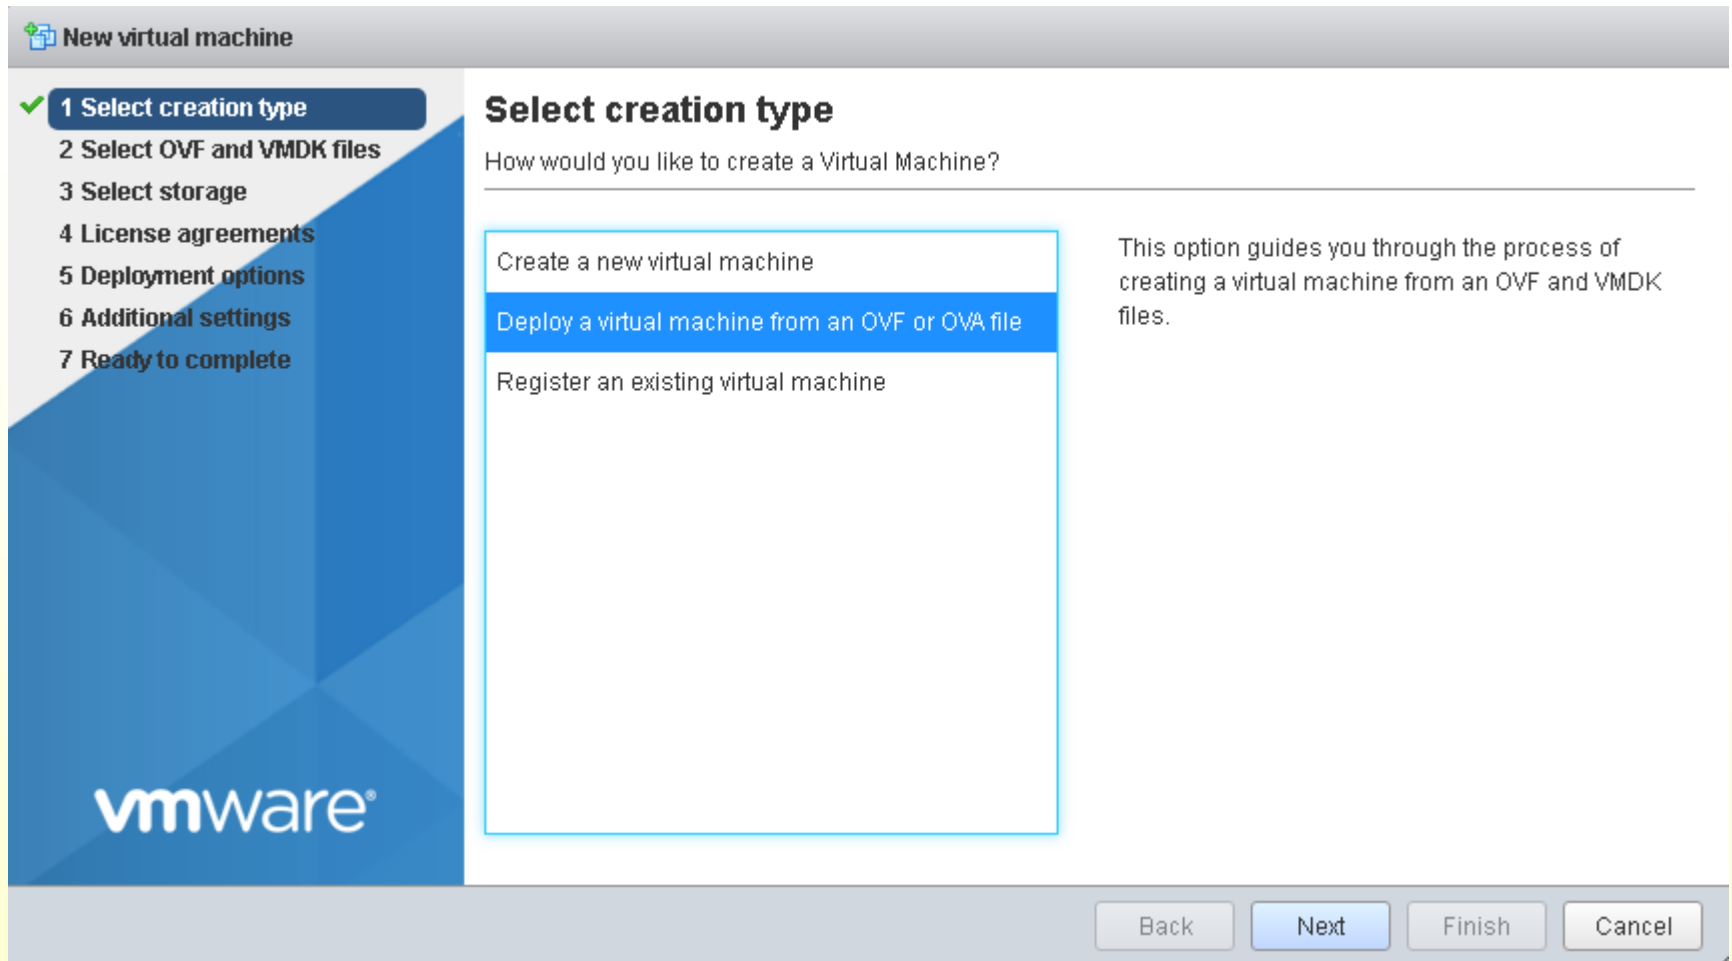 New virtual machine
1 Select creation type
2 Select OVF and VMDK files
3 Select storage
4 License agreements
5 Deployment options
6 Additional settings
7 Ready to complete
vmware®
Select creation type
How would you like to create a Virtual Machine?
Create a new virtual machine
Deploy a virtual machine from an OVF or OVA file
Register an existing virtual machine
This option guides you through the process of
creating a virtual machine from an OVF and VMDK
files.
Back
Next
Finish
Cancel